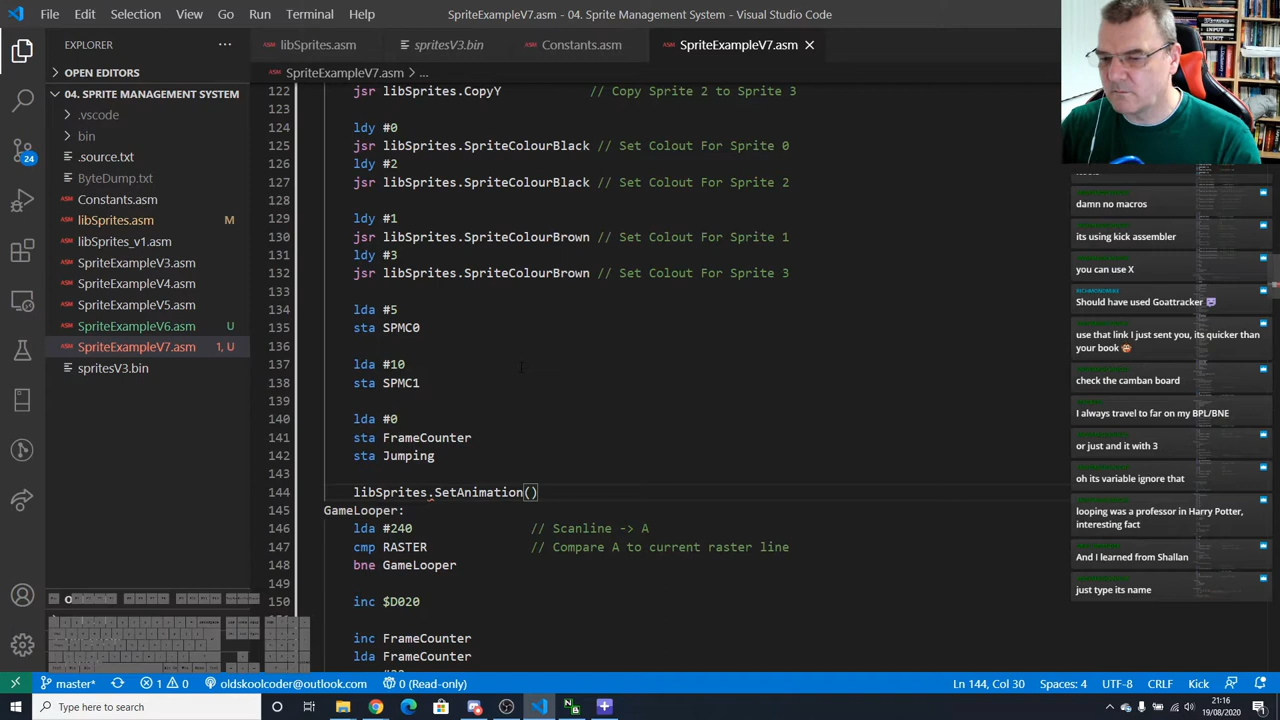 File Edit Selection View Go Run Terminal Help
SpriteExampleV7.asm - 04. Sprite Management System - Visual Studio Code
EXPLORER
libSprites.asm
spritesV3.bin
SpriteExampleV7.asm
OPEN EDITORS
SpriteExampleV7.asm > ...
04. SPRITE MANAGEMENT SYSTEM
.vscode
bin
.source.txt
ByteDump.txt
Constants.asm
libSprites.asm M
libSprites_v1.asm
SpriteExampleV3.asm
SpriteExampleV4.asm
SpriteExampleV5.asm
SpriteExampleV6.asm U
SpriteExampleV7.asm 1, U
spritesV3.bin
24
122 jsr libSprites.CopyY // Copy Sprite 2 to Sprite 3
123
124 ldy #0
125 jsr libSprites.SpriteColourBlack // Set Colout For Sprite 0
126 ldy #2
127 jsr libSprites.SpriteColourBlack // Set Colout For Sprite 2
128
129 ldy #1
130 jsr libSprites.SpriteColourBrown // Set Colout For Sprite 1
131 ldy #3
132 jsr libSprites.SpriteColourBrown // Set Colout For Sprite 3
133
134 lda #5
135 sta SPMC0
136
137 lda #10
138 sta SPMC1
139
140 lda #0
141 sta FrameCounter
142 sta Jumping
143
144 libSprites.SetAnimation()
145 GameLooper:
146 lda #240 // Scanline -> A
147 cmp RASTER // Compare A to current raster line
148 bne GameLooper
149
150 inc $D020
inc FrameCounter
lda FrameCounter
damn no macros
its using kickassembler
you can use X
Should have used Goattracker
use that link I just sent you, its quicker than
your book
check the canban board
I always travel to far on my BPL/BNE
or just and it with 3
oh its variable ignore that
looping was a professor in Harry Potter,
interesting fact
And I learned from Shallan
just type its name
master* 1 0 oldskoolcoder@outlook.com 0 (Read-only)
Ln 144, Col 30 Spaces: 4 UTF-8 CRLF Kick
Type here to search
21:16
19/08/2020